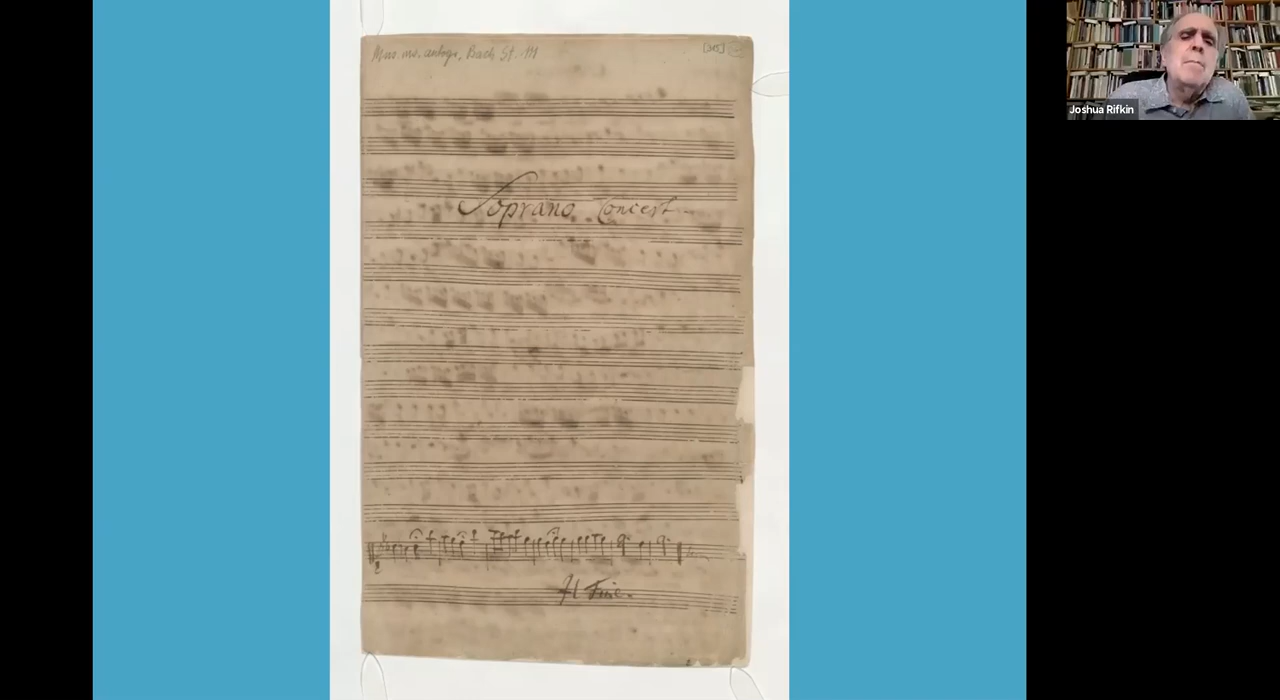 Mus. ms. autogr. Bach St. 111
Soprano Concert.
Il Fine.
Joshua Rifkin